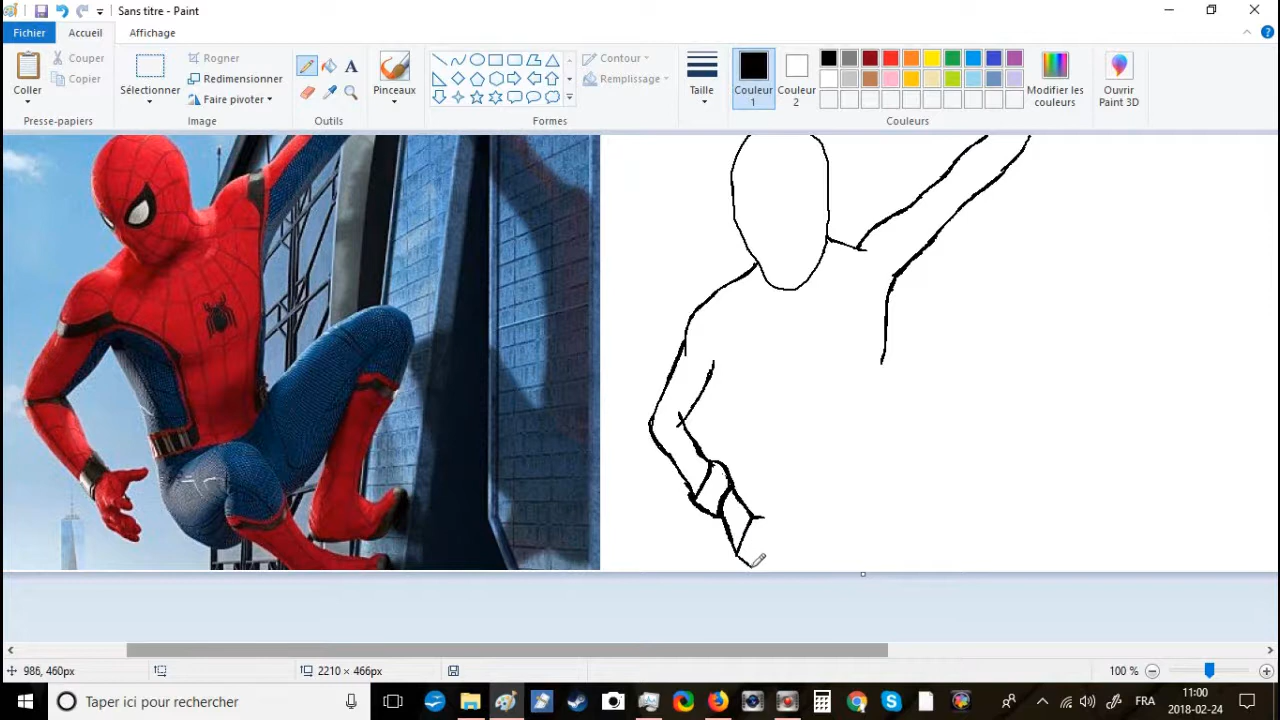 Sans titre - Paint
Fichier Accueil Affichage
Coller
Couper
Copier
Presse-papiers
Sélectionner
Rogner
Redimensionner
Faire pivoter
Image
A
Outils
Pinceaux
Contour
Remplissage
Formes
Taille
Couleur 1
Couleur 2
Modifier les couleurs
Couleurs
Ouvrir Paint 3D
986, 460px
2210 × 466px
100 %
Taper ici pour rechercher
FRA
11:00
2018-02-24